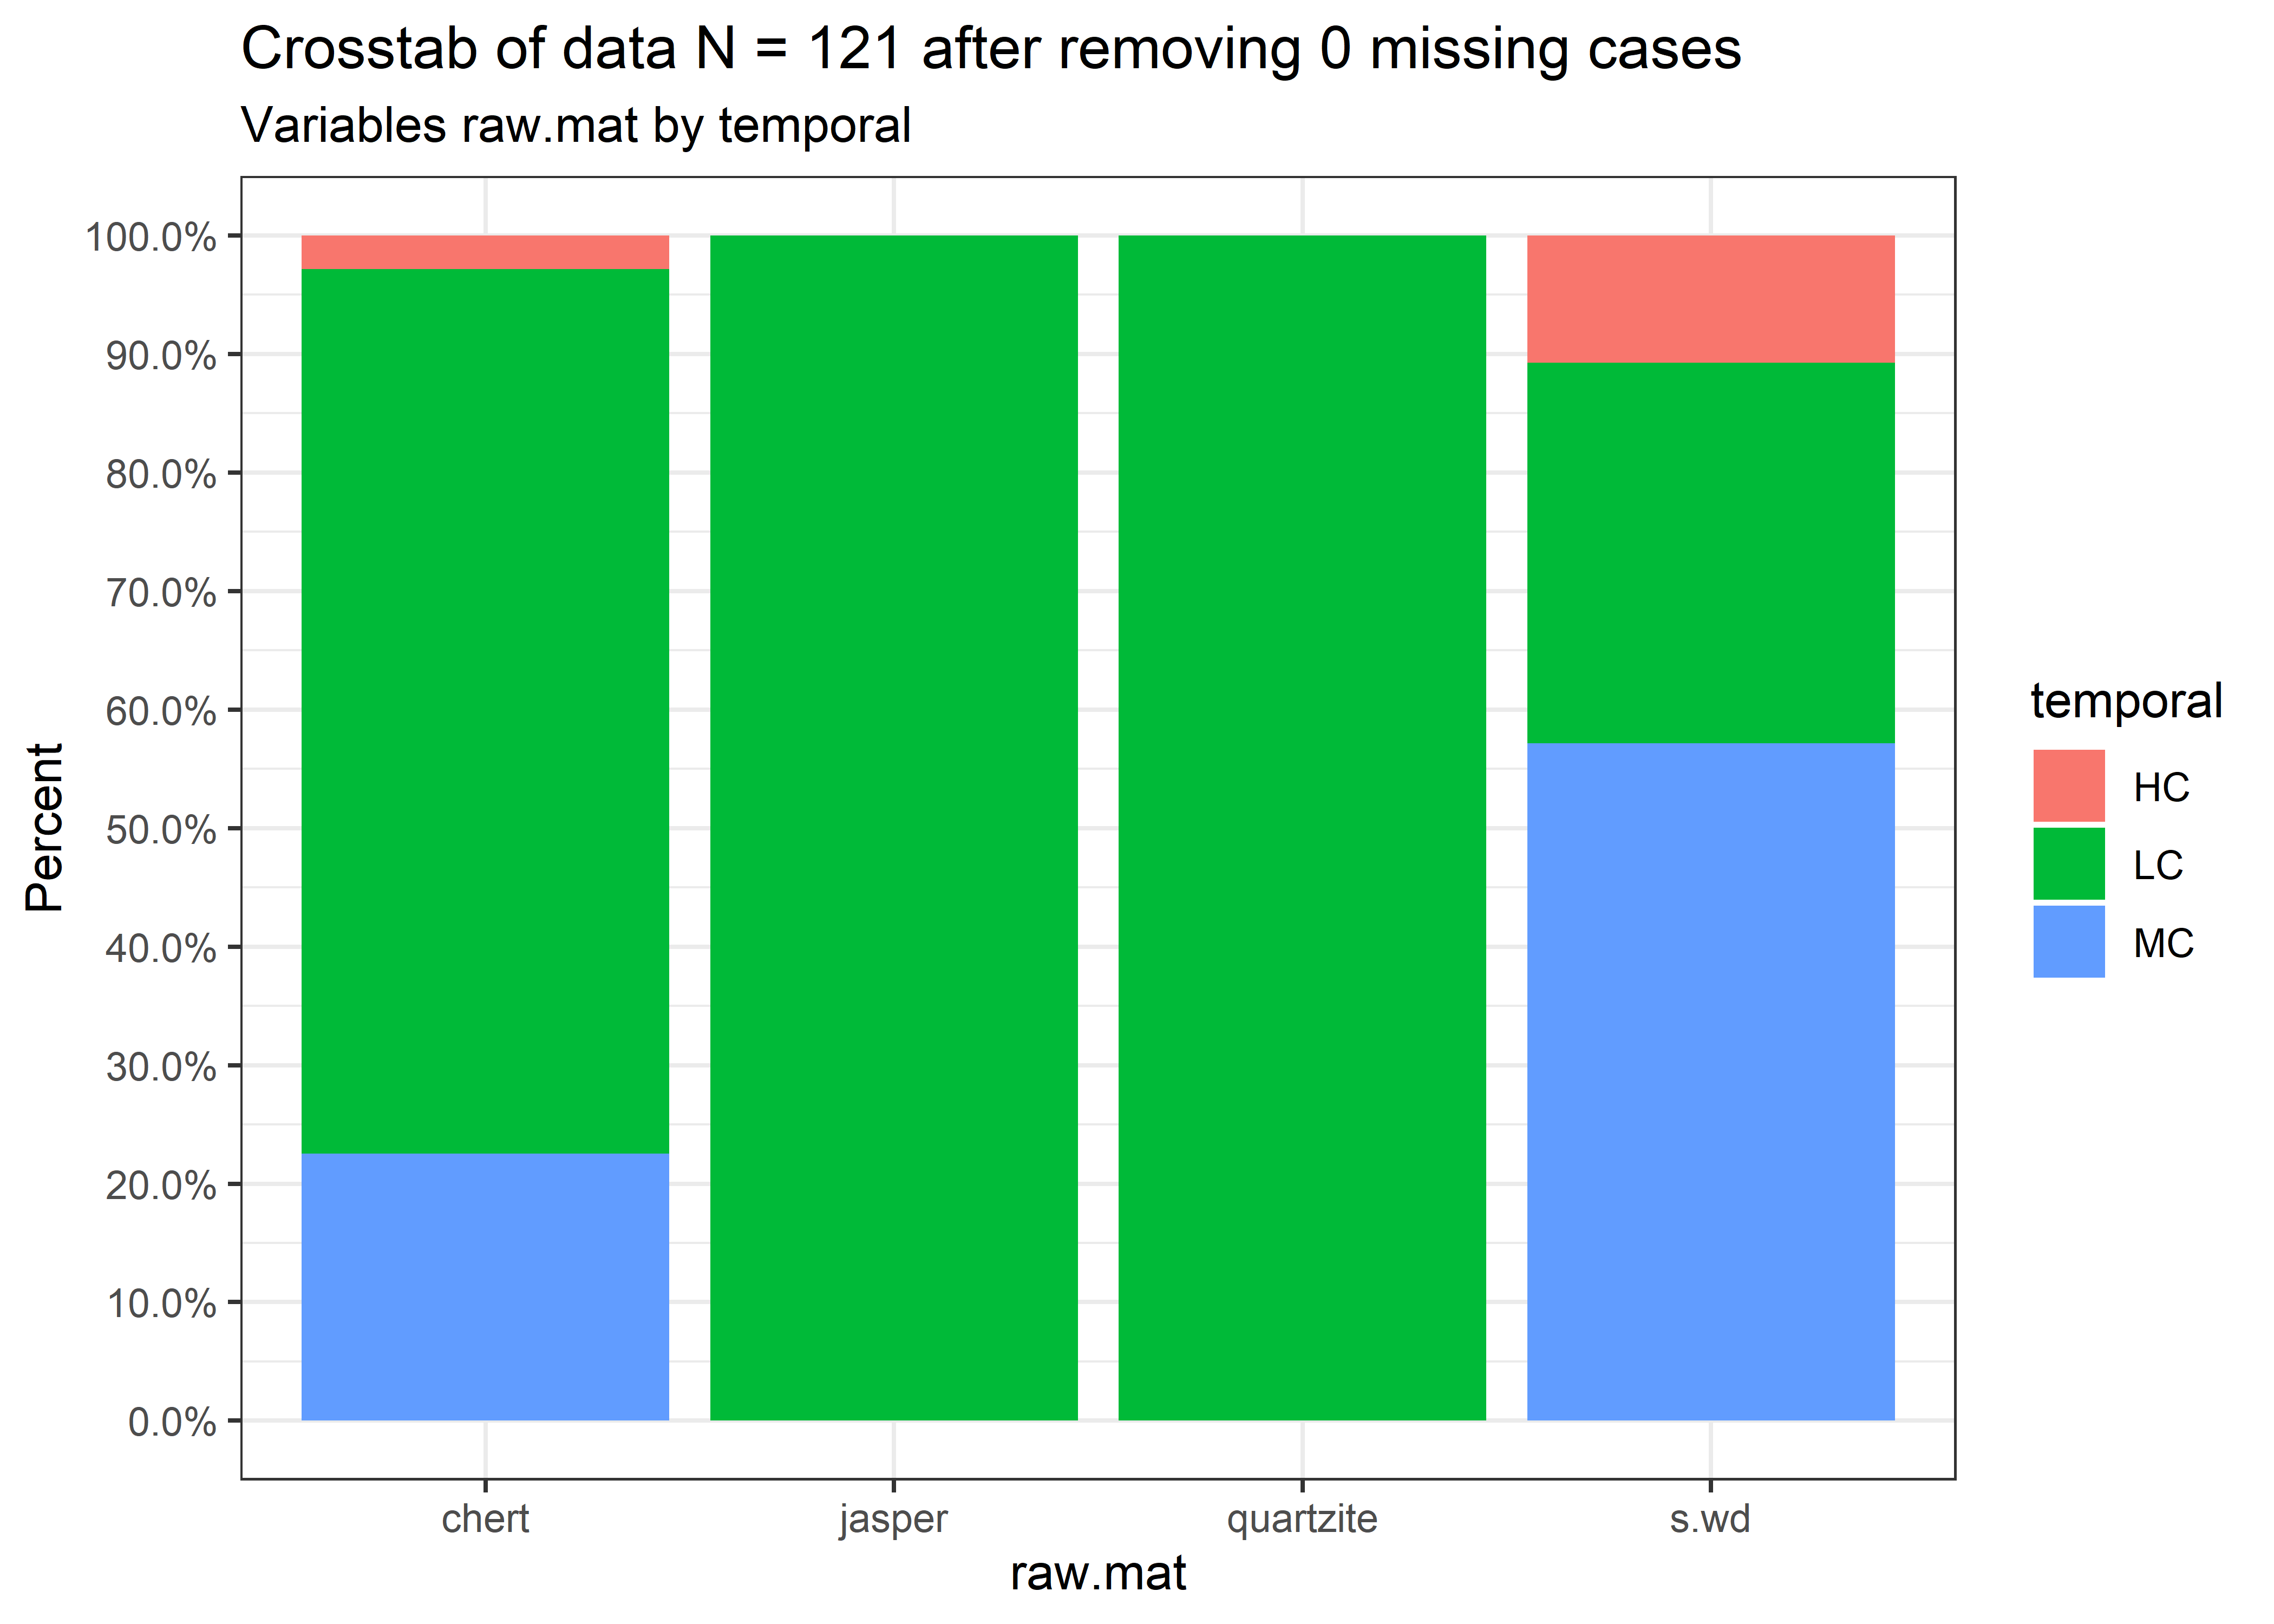 Crosstab of data N = 121 after removing 0 missing cases
Variables raw.mat by temporal
100.0%
90.0%
80.0%
70.0%
60.0%
50.0%
40.0%
30.0%
20.0%
10.0%
0.0%
Percent
chert
jasper
quartzite
s.wd
raw.mat
temporal
HC
LC
MC